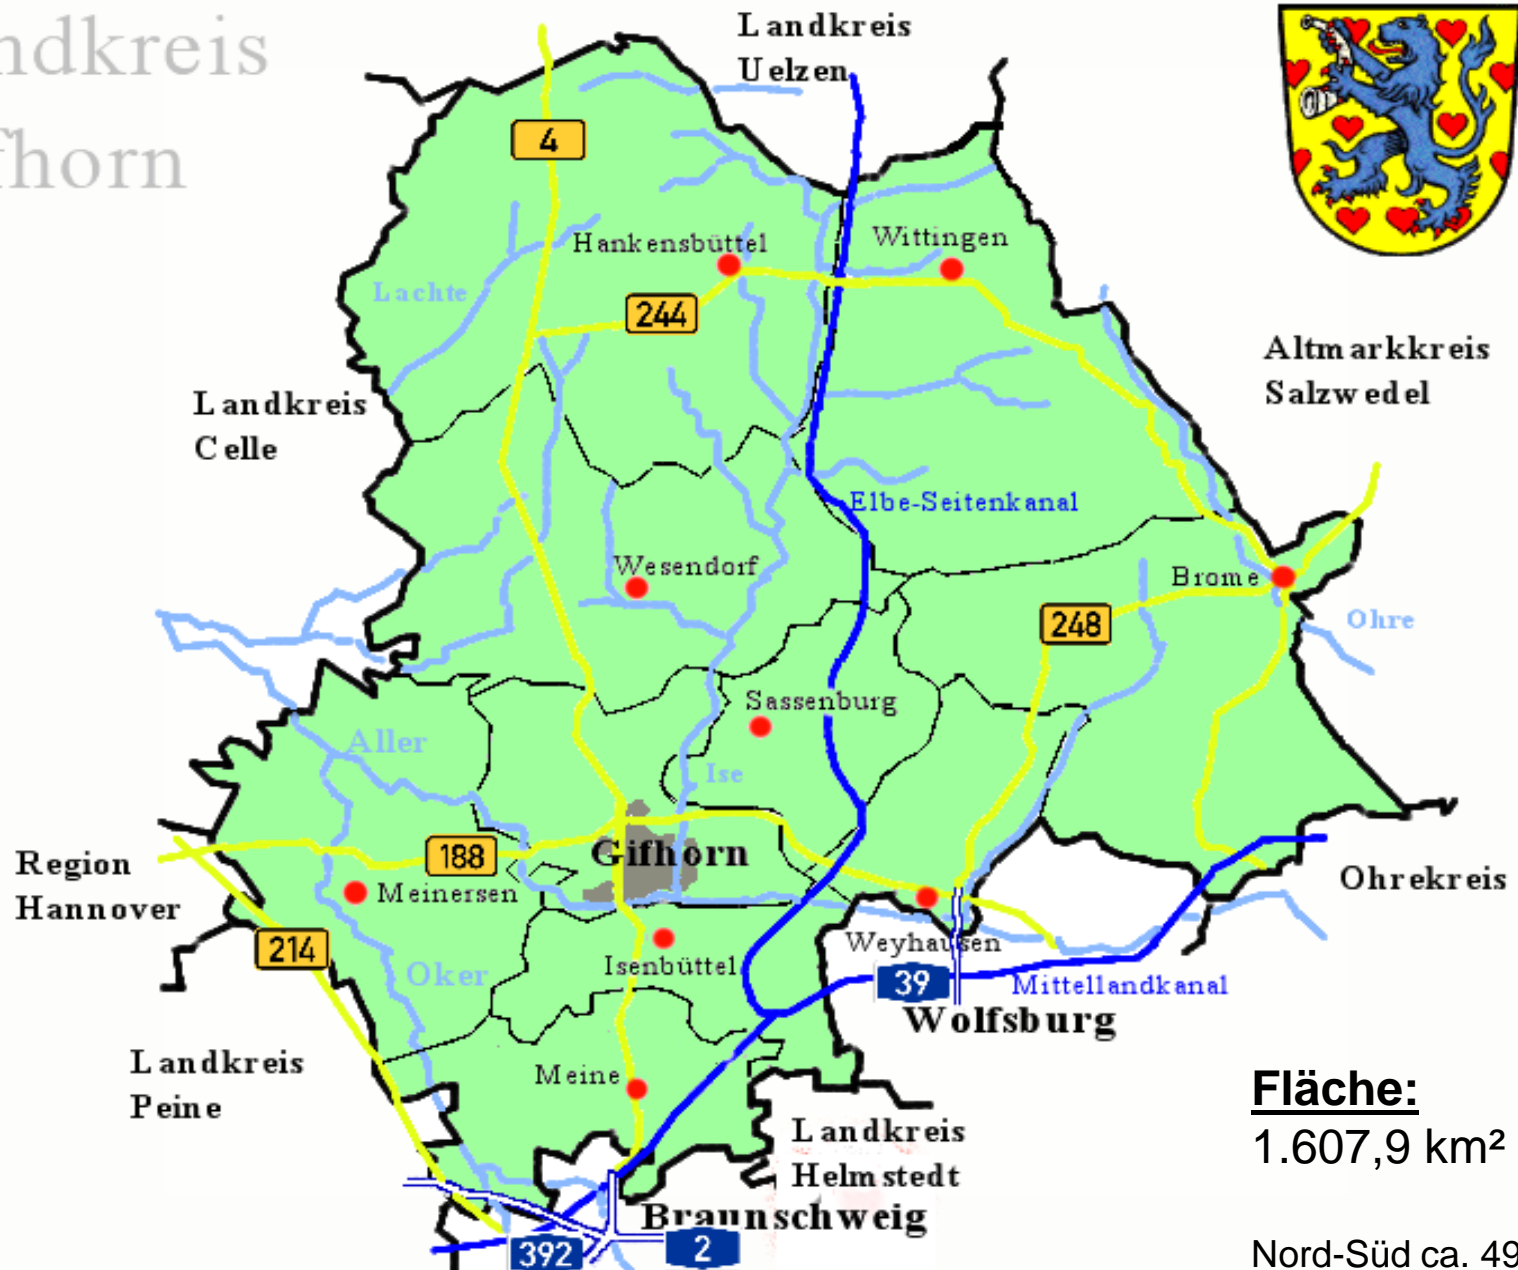 ndkreis
fhorn
Landkreis
Uelzen
4
Hankensbüttel
Wittingen
Lachte
244
Altmarkkreis
Salzwedel
Landkreis
Celle
Elbe-Seitenkanal
Wesendorf
Brome
248
Ohre
Sassenburg
Aller
Ise
188
Gifhorn
Region
Hannover
Meinersen
Ohrekreis
214
Weyhausen
Isenbüttel
Oker
39
Mittellandkanal
Wolfsburg
Landkreis
Peine
Meine
Fläche:
1.607,9 km²
Landkreis
Helmstedt
Braunschweig
392
2
Nord-Süd ca. 49